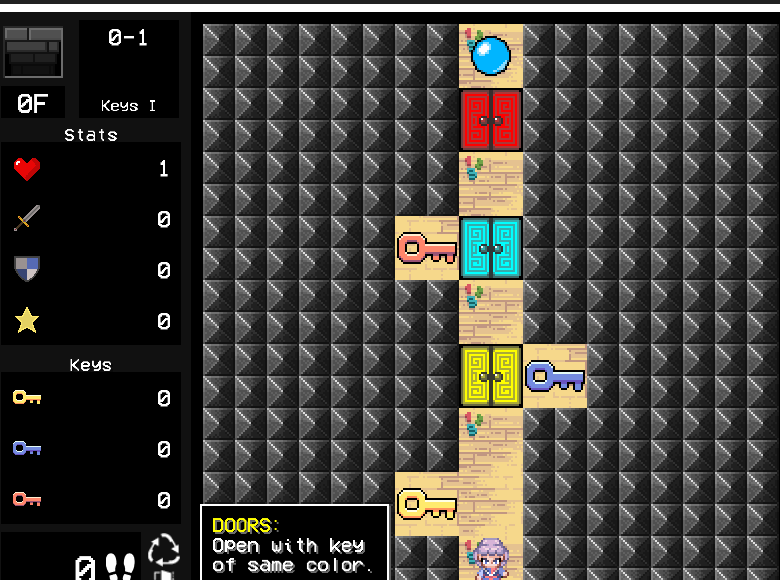 0-1
0F
Keys I
Stats
1
0
0
0
Keys
0
0
0
0
DOORS:
Open with key
of same color.